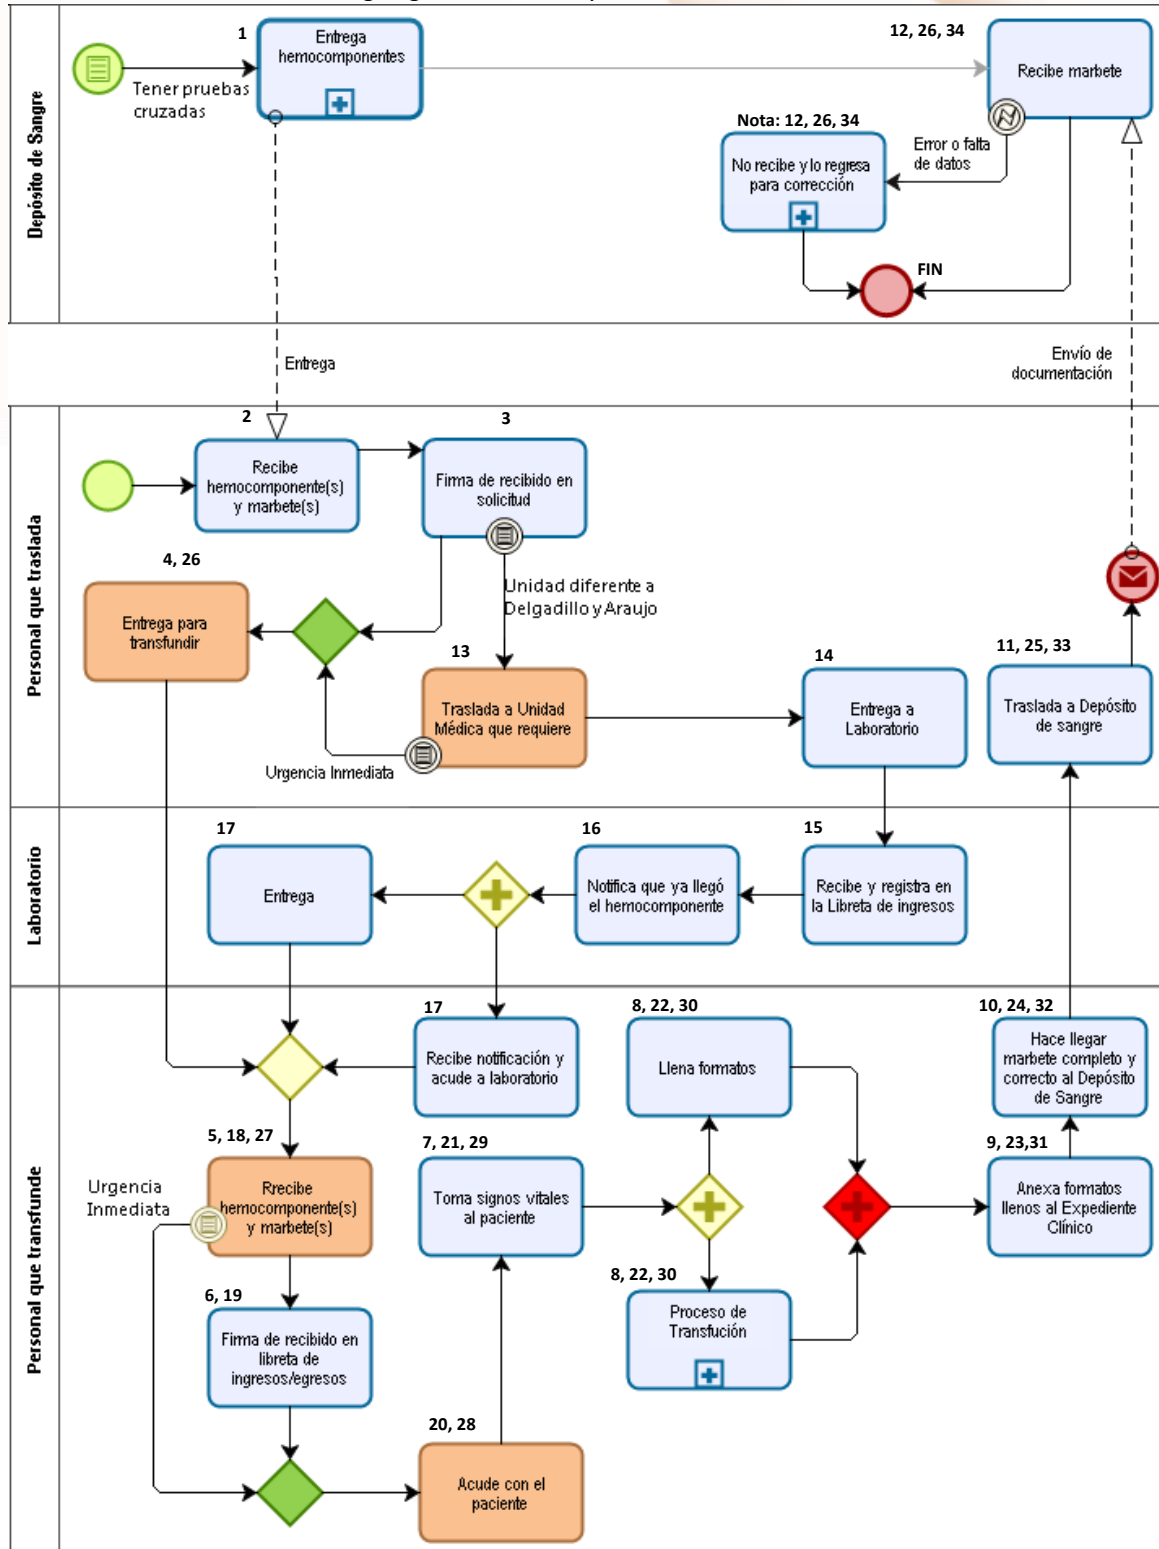 Depósito de Sangre
1
Entrega
hemocomponentes
Tener pruebas
cruzadas
12, 26, 34
Recibe marbete
Nota: 12, 26, 34
No recibe y lo regresa
para corrección
Error o falta
de datos
FIN
Entrega
Envío de
documentación
Personal que traslada
2
Recibe
hemocomponente(s)
y marbete(s)
3
Firma de recibido en
solicitud
4, 26
Entrega para
transfundir
Unidad diferente a
Delgadillo y Araujo
13
Traslada a Unidad
Médica que requiere
Urgencia Inmediata
14
Entrega a
Laboratorio
11, 25, 33
Traslada a Depósito
de sangre
Laboratorio
17
Entrega
16
Notifica que ya llegó
el hemocomponente
15
Recibe y registra en
la Libreta de ingresos
Personal que transfunde
17
Recibe notificación y
acude a laboratorio
8, 22, 30
Llena formatos
10, 24, 32
Hace llegar
marbete completo y
correcto al Depósito
de Sangre
5, 18, 27
Rrecibe
hemocomponente(s)
y marbete(s)
Urgencia
Inmediata
7, 21, 29
Toma signos vitales
al paciente
9, 23,31
Anexa formatos
llenos al Expediente
Clínico
6, 19
Firma de recibido en
libreta de
ingresos/egresos
8, 22, 30
Proceso de
Transfución
20, 28
Acude con el
paciente